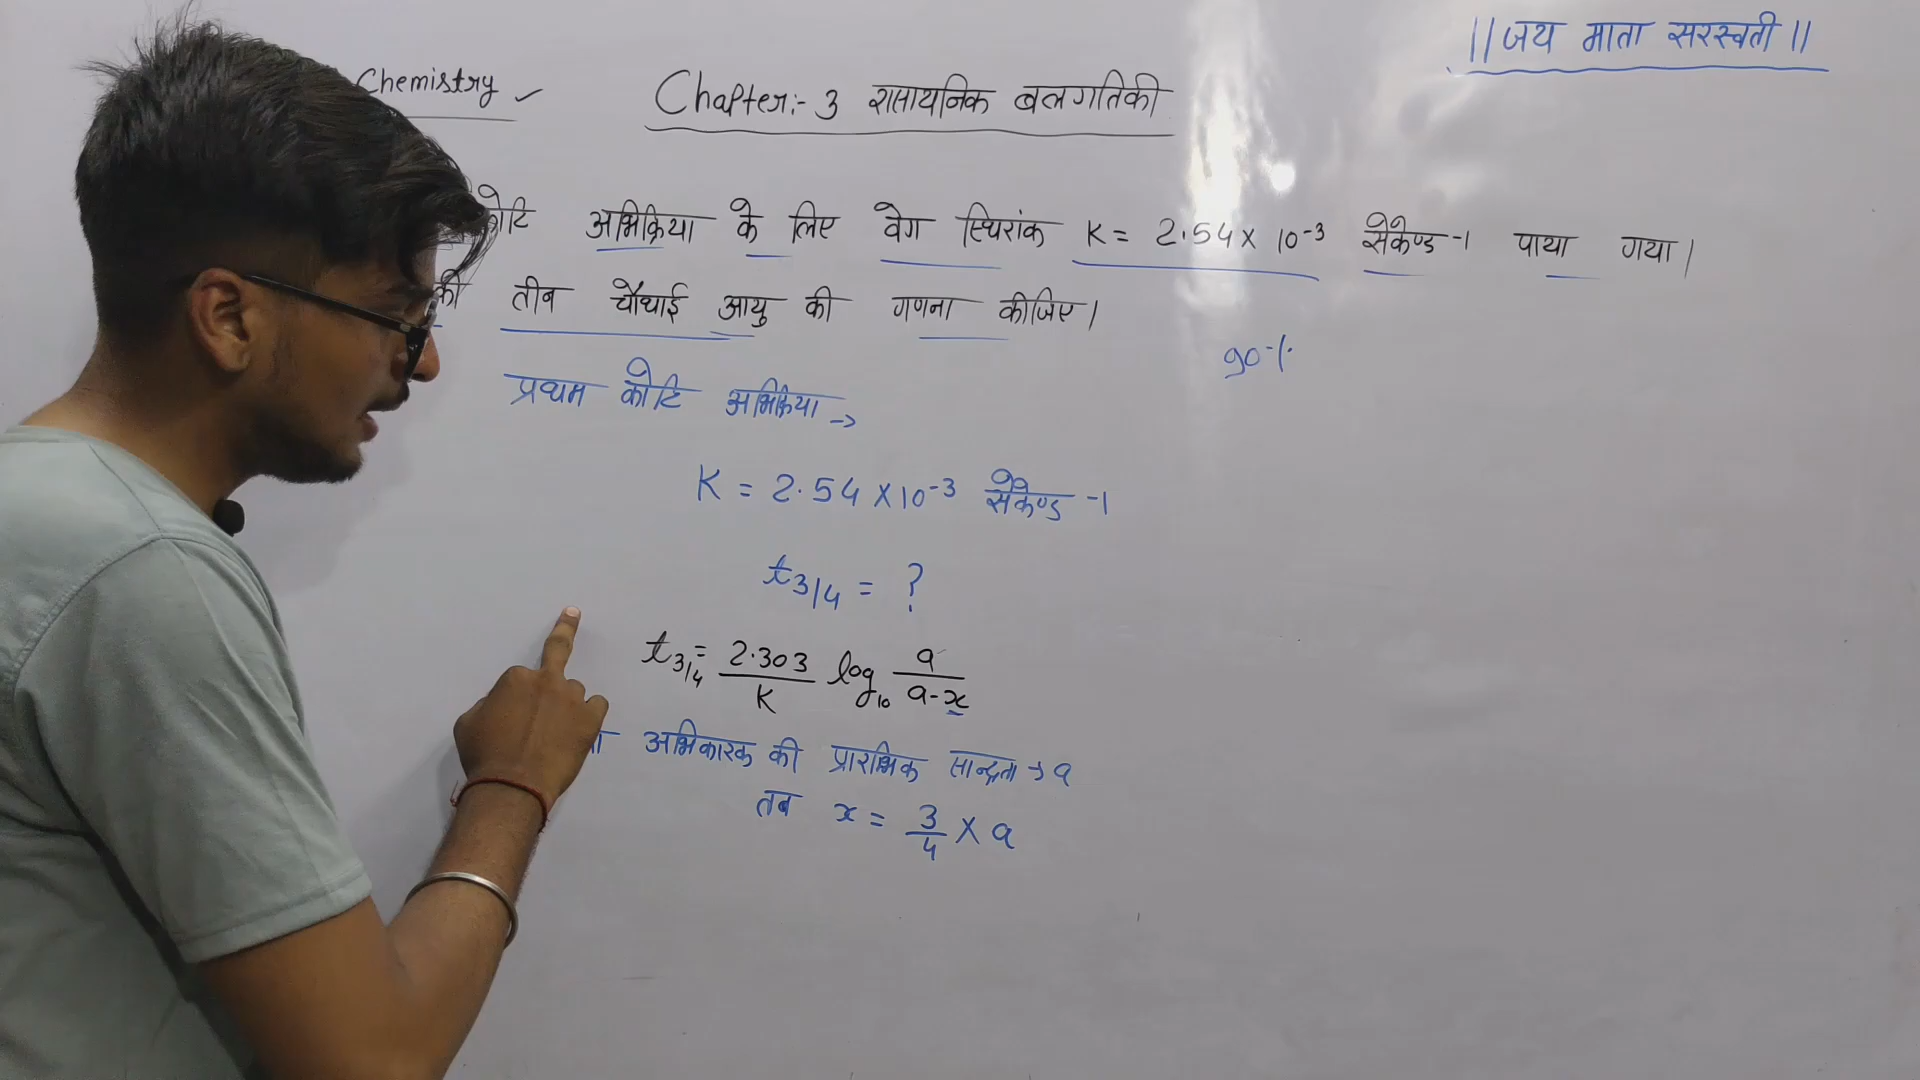 || जय माता सरस्वती ||
Chemistry ✓
Chapter:- 3 रासायनिक बलगतिकी
कोटि अभिक्रिया के लिए वेग स्थिरांक K = 2.54 x 10⁻³ सेकेण्ड⁻¹ पाया गया।
की तीन चौथाई आयु की गणना कीजिए।
90%
प्रथम कोटि अभिक्रिया →
K = 2.54 x 10⁻³ सेकेण्ड⁻¹
t3/4 = ?
t3/4 = 2.303/K log10 a/a-x
अभिकारक की प्रारम्भिक सान्द्रता → a
तब x = 3/4 x a